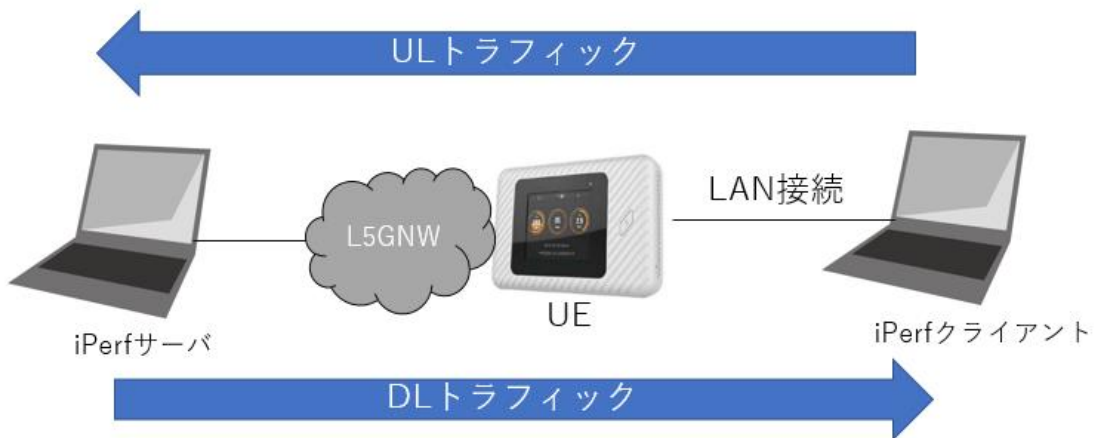 ULトラフィック
L5GNW
LAN接続
UE
iPerfサーバ
iPerfクライアント
DLトラフィック